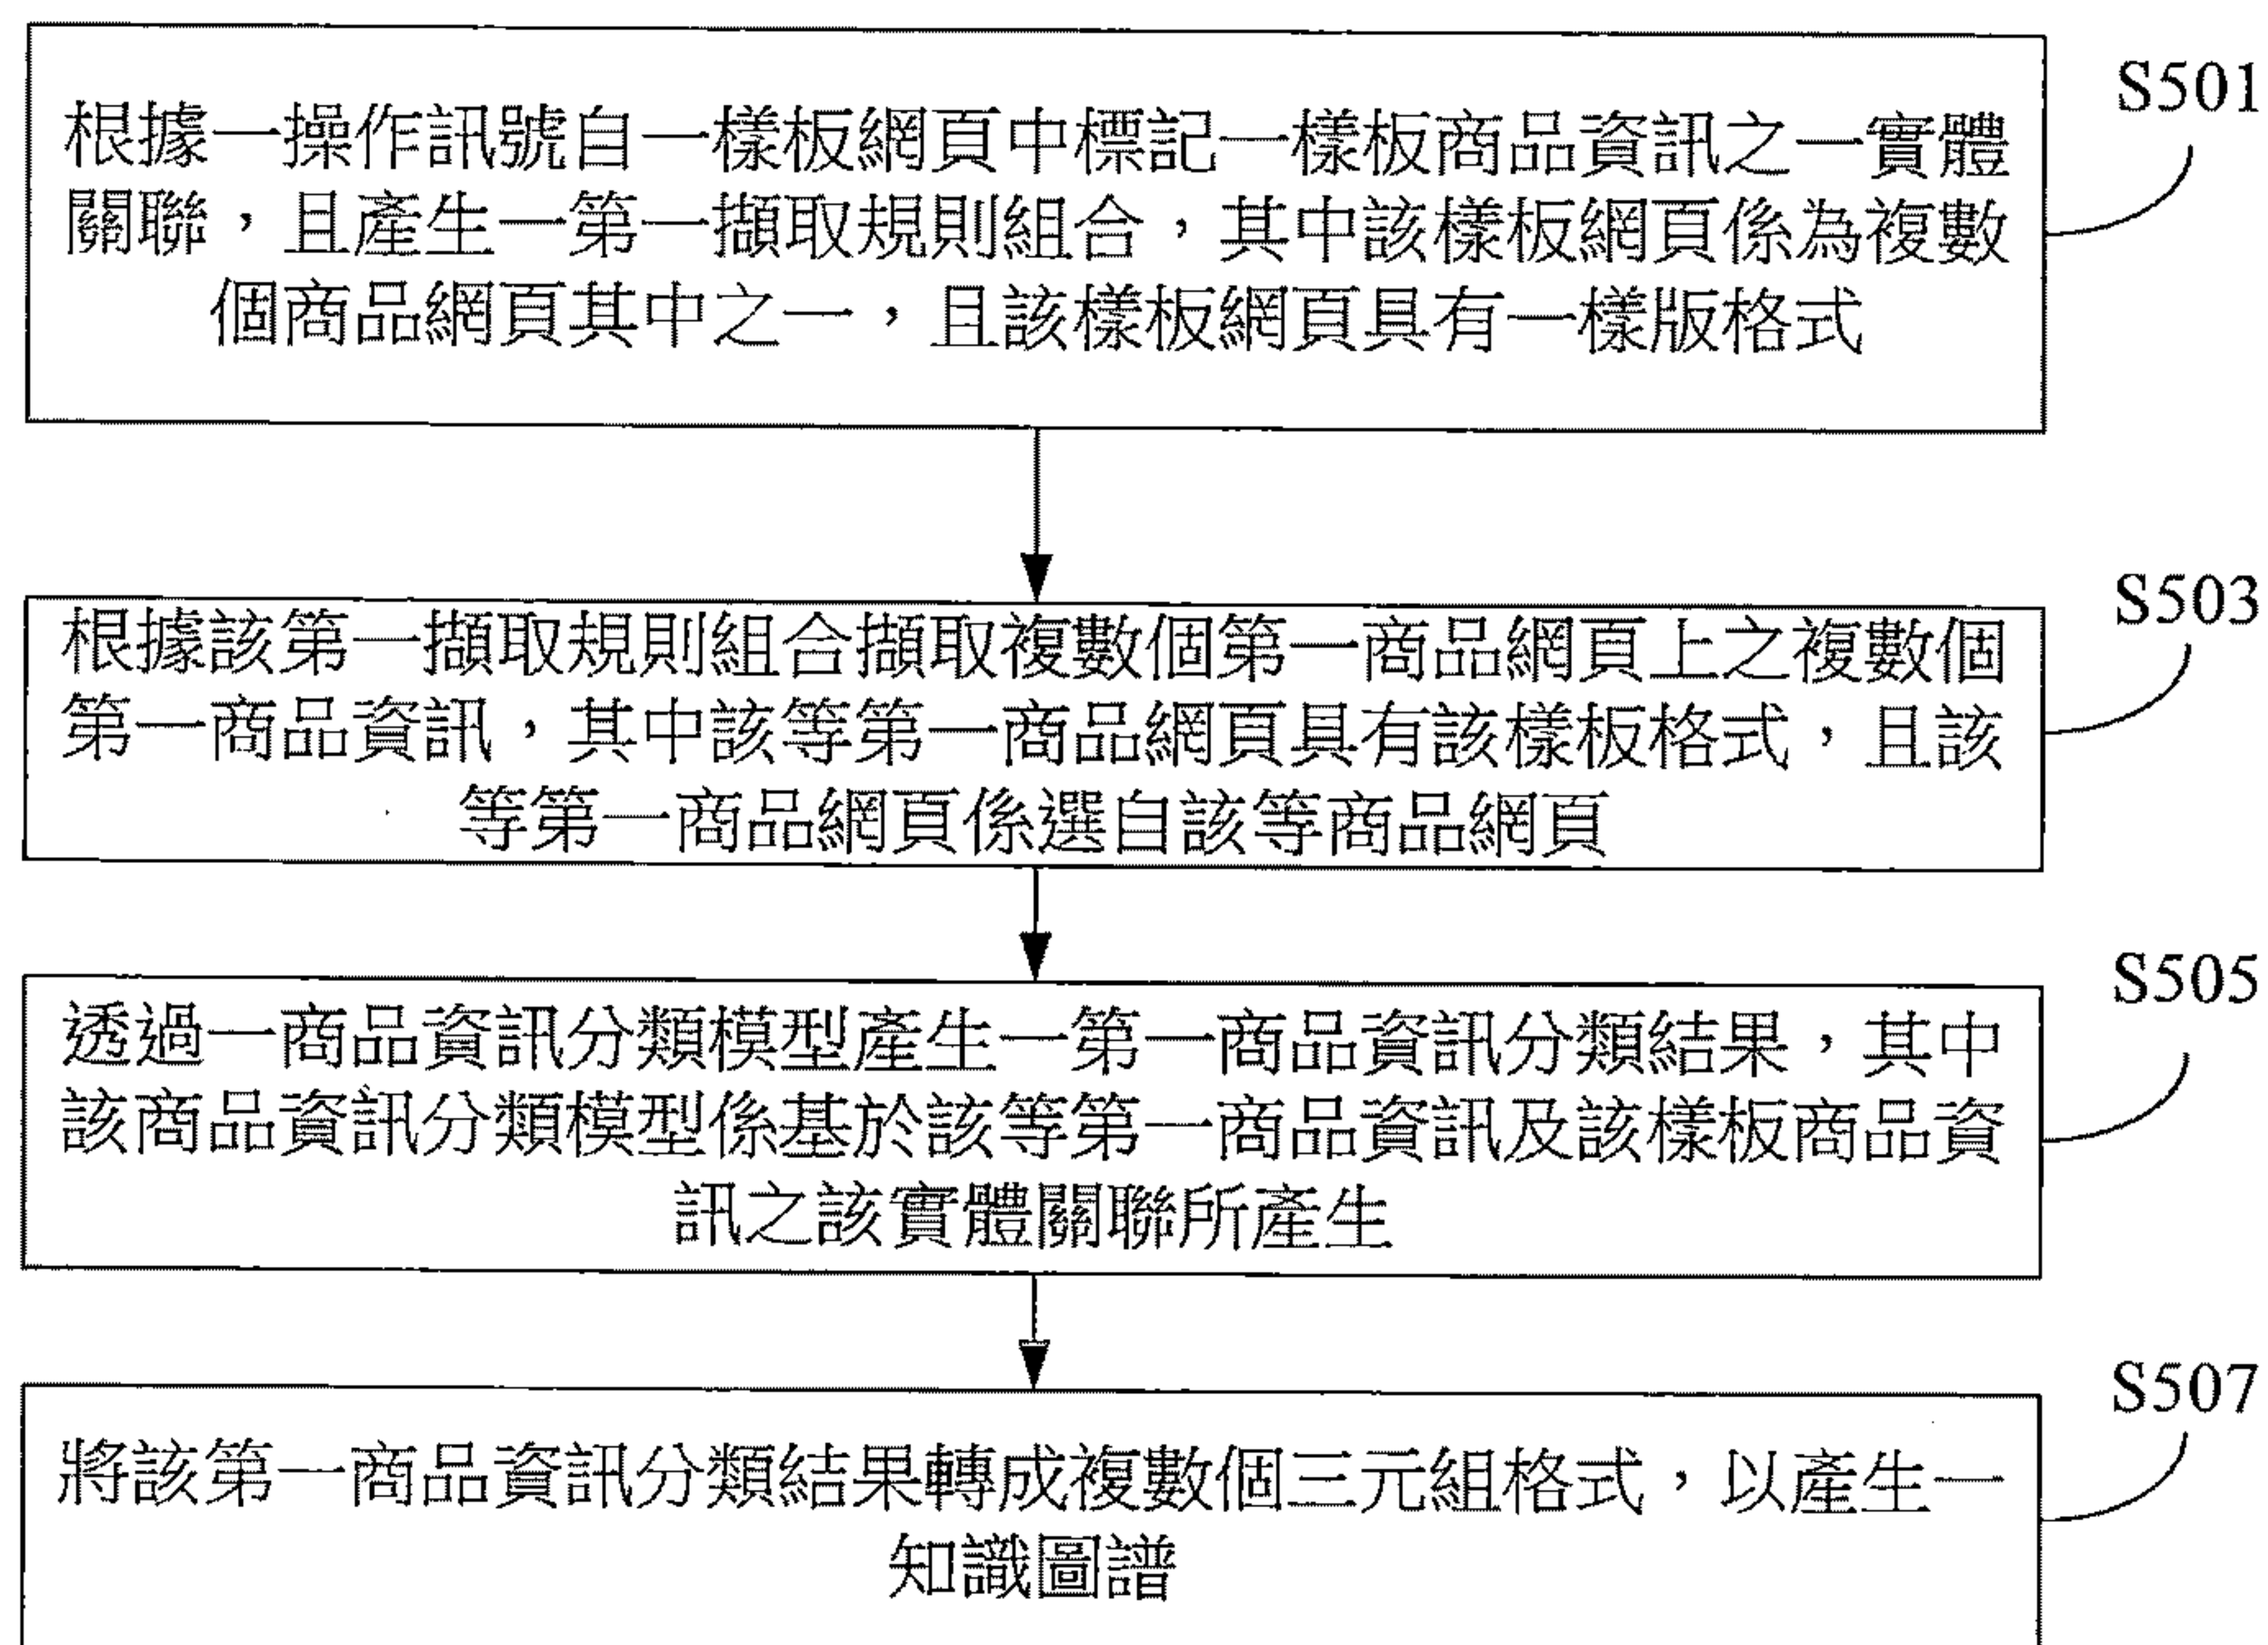 S501
根據一操作訊號自一樣板網頁中標記一樣板商品資訊之一實體
關聯，且產生一第一擷取規則組合，其中該樣板網頁係為複數
個商品網頁其中之一，且該樣板網頁具有一樣版格式
S503
根據該第一擷取規則組合擷取複數個第一商品網頁上之複數個
第一商品資訊，其中該等第一商品網頁具有該樣板格式，且該
等第一商品網頁係選自該等商品網頁
S505
透過一商品資訊分類模型產生一第一商品資訊分類結果，其中
該商品資訊分類模型係基於該等第一商品資訊及該樣板商品資
訊之該實體關聯所產生
S507
將該第一商品資訊分類結果轉成複數個三元組格式，以產生一
知識圖譜